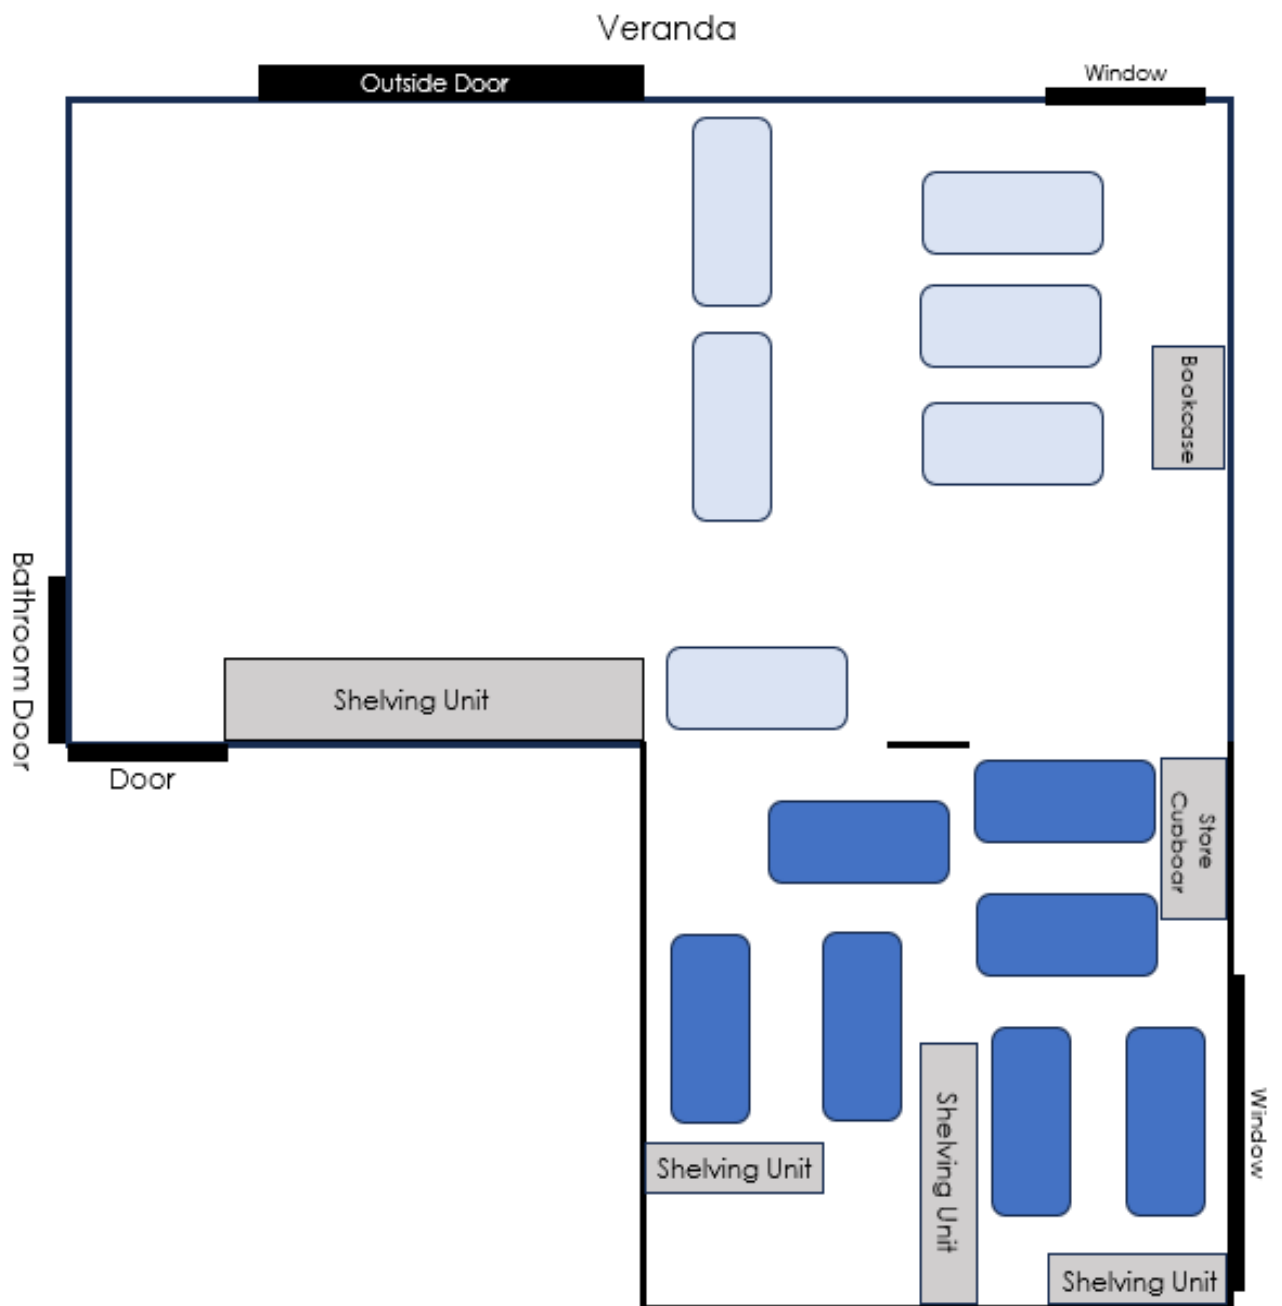 Veranda
Outside Door
Window
Bookcase
Bathroom Door
Shelving Unit
Door
Store
Cupboar
Shelving Unit
Shelving Unit
Window
Shelving Unit